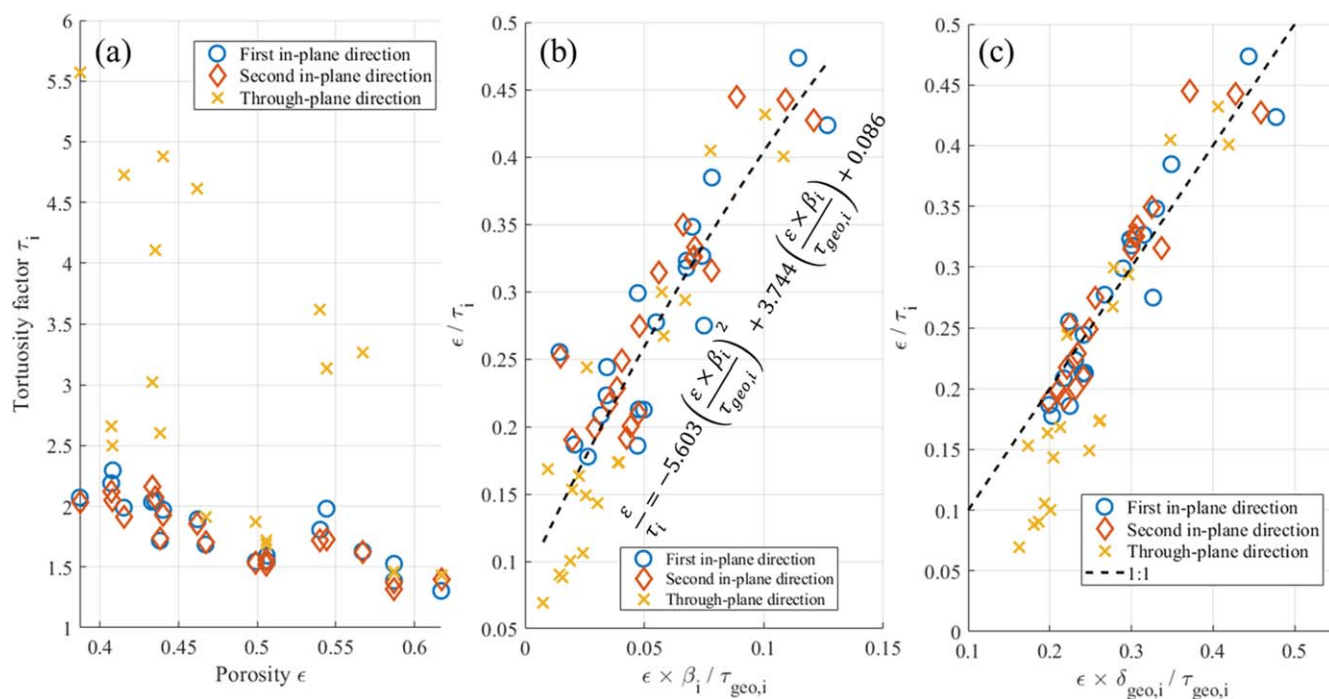 (a)
First in-plane direction
Second in-plane direction
Through-plane direction
6
5.5
5
4.5
4
3.5
3
2.5
2
1.5
1
0.4
0.45
0.5
0.55
0.6
Tortuosity factor τi
Porosity ϵ
(b)
0.5
0.45
0.4
0.35
0.3
0.25
0.2
0.15
0.1
0.05
0
0.05
0.1
0.15
ϵ / τi
ε/τi = −5.603(ε × βi/τgeo,i)² + 3.744(ε × βi/τgeo,i) + 0.086
First in-plane direction
Second in-plane direction
Through-plane direction
ϵ × βi / τgeo,i
(c)
0.5
0.45
0.4
0.35
0.3
0.25
0.2
0.15
0.1
0.05
0
0.1
0.2
0.3
0.4
0.5
ϵ / τi
First in-plane direction
Second in-plane direction
Through-plane direction
1:1
ϵ × δgeo,i / τgeo,i